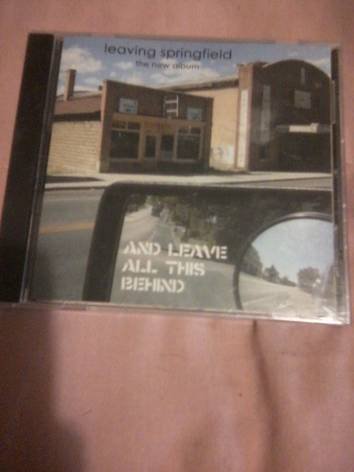 leaving springfield
the new album
AND LEAVE
ALL THIS
BEHIND